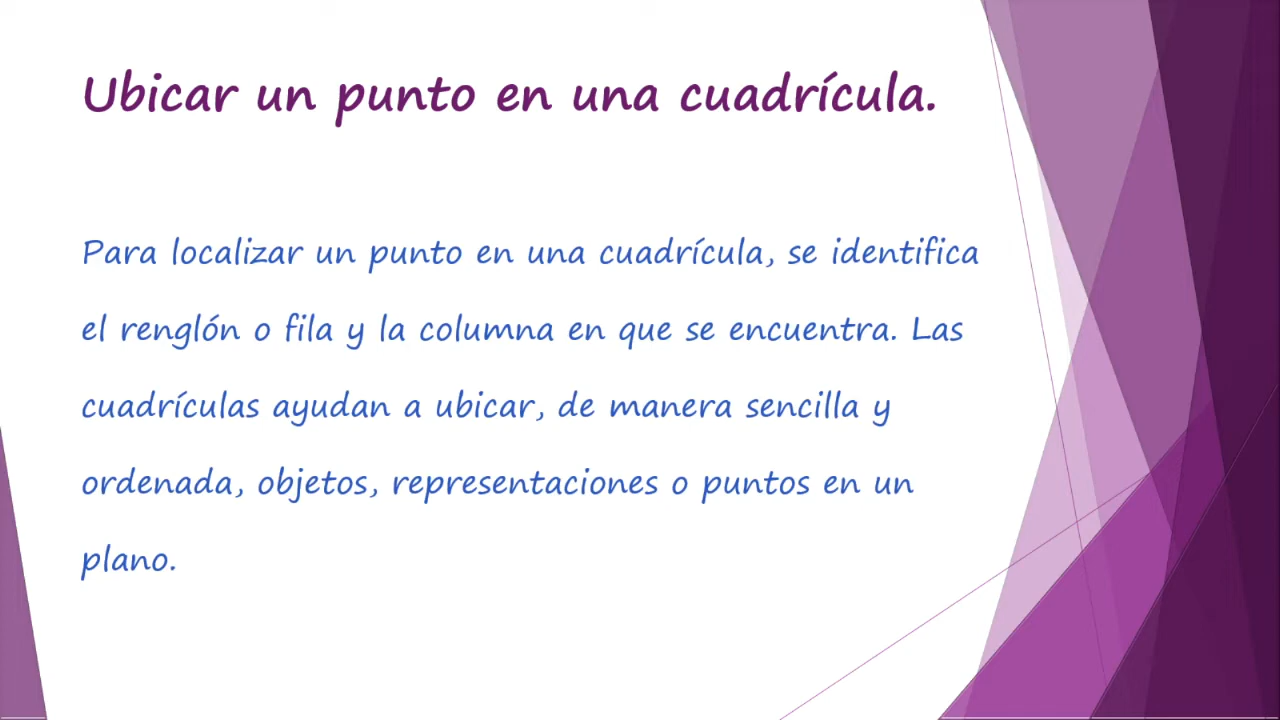 Ubicar un punto en una cuadrícula.
Para localizar un punto en una cuadrícula, se identifica
el renglón o fila y la columna en que se encuentra. Las
cuadrículas ayudan a ubicar, de manera sencilla y
ordenada, objetos, representaciones o puntos en un
plano.